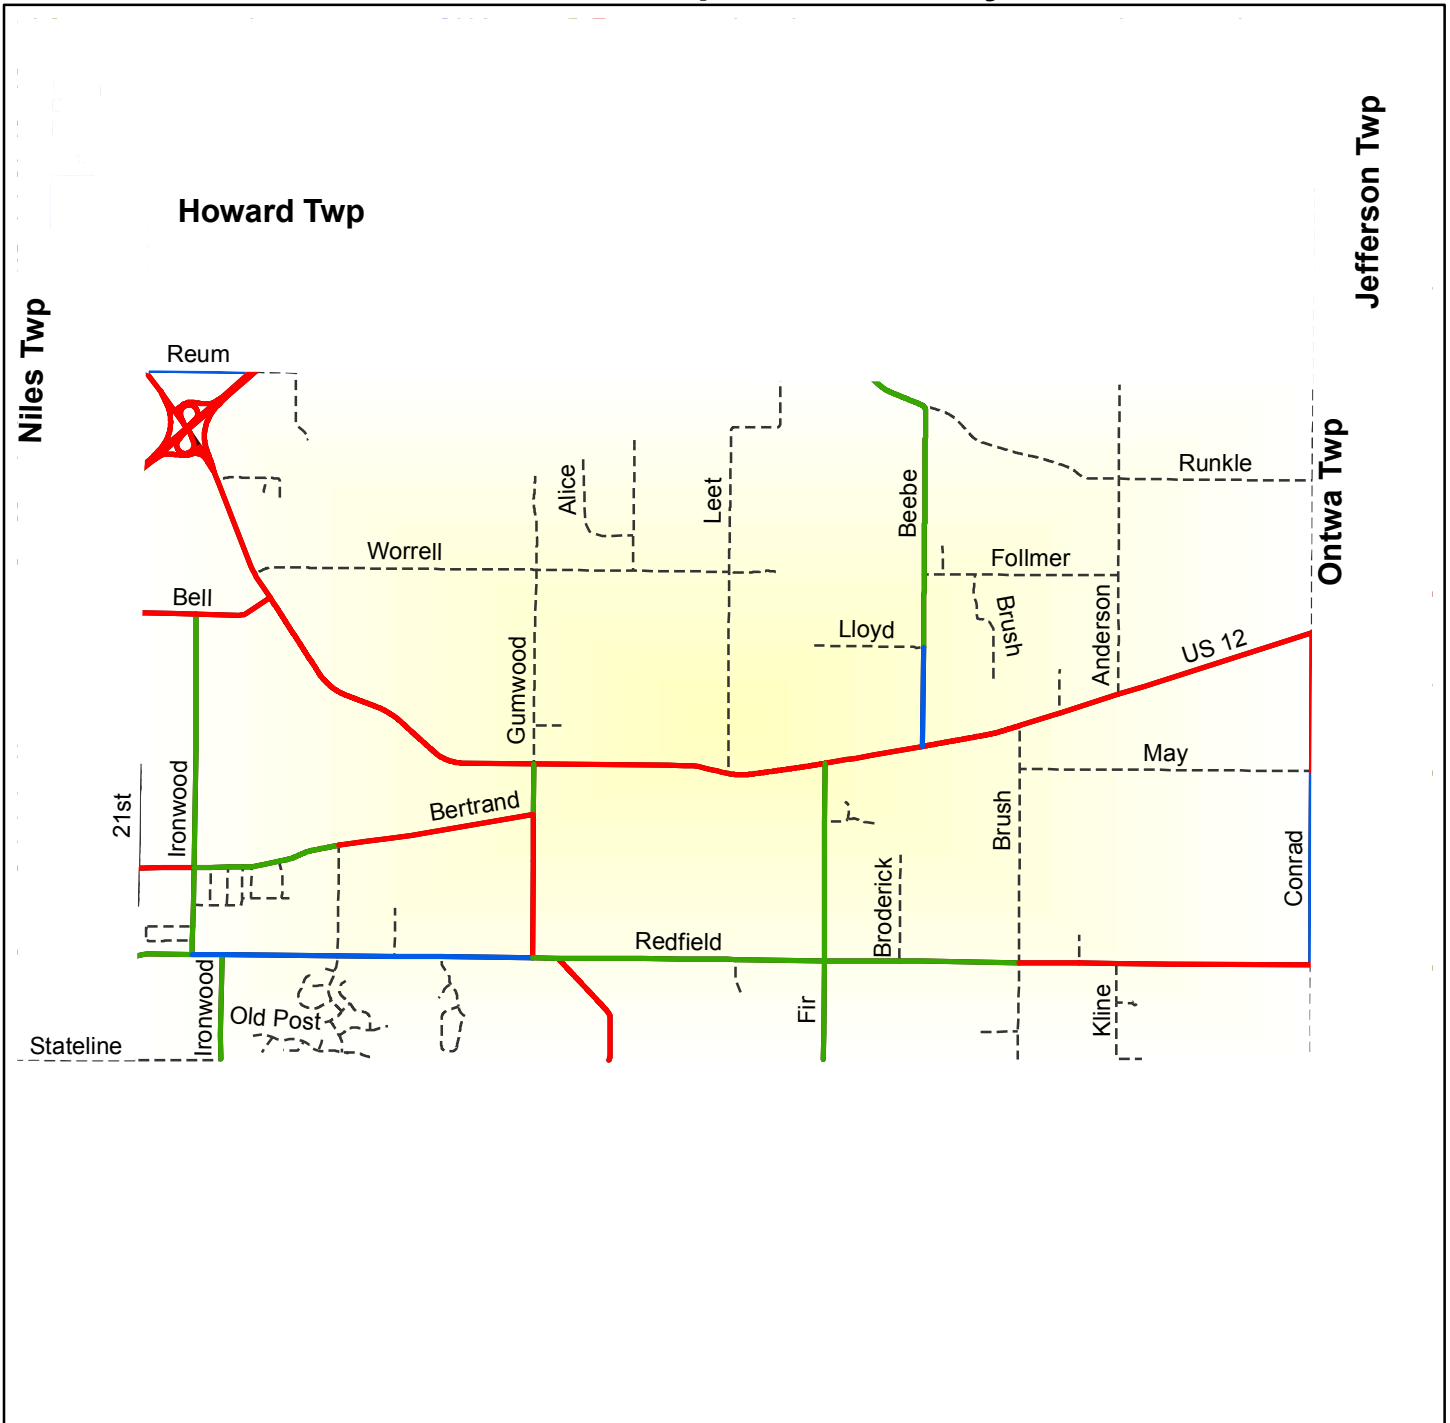 Jefferson Twp
Howard Twp
Niles Twp
Reum
Ontwa Twp
Runkle
Alice
Leet
Beebe
Worrell
Follmer
Bell
Brush
Anderson
Lloyd
US 12
Gumwood
May
Ironwood
21st
Bertrand
Brush
Conrad
Broderick
Redfield
Ironwood
Old Post
Fir
Kline
Stateline